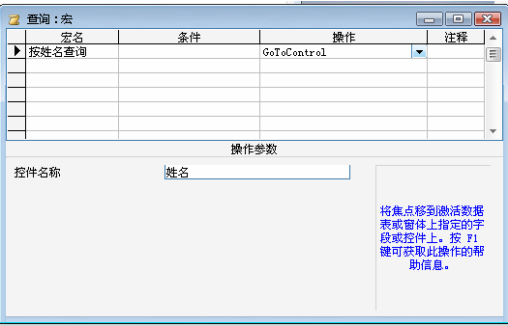 查询：宏
宏名 条件 操作 注释
按姓名查询 GoToControl
操作参数
控件名称 姓名
将焦点移到激活数据
表或窗体上指定的字
段或控件上。按 F1
键可获取此操作的帮
助信息。